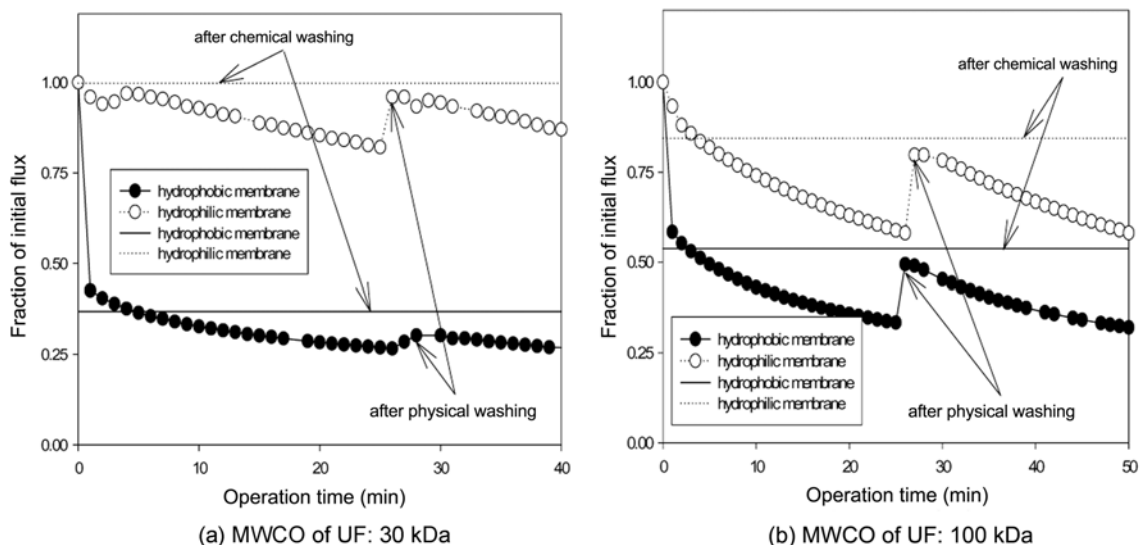 after chemical washing
1.00
0.75
0.50
0.25
0.00
Fraction of initial flux
hydrophobic membrane
hydrophilic membrane
hydrophobic membrane
hydrophilic membrane
after physical washing
0 10 20 30 40
Operation time (min)
(a) MWCO of UF: 30 kDa
after chemical washing
1.00
0.75
0.50
0.25
0.00
Fraction of initial flux
hydrophobic membrane
hydrophilic membrane
hydrophobic membrane
hydrophilic membrane
after physical washing
0 10 20 30 40 50
Operation time (min)
(b) MWCO of UF: 100 kDa